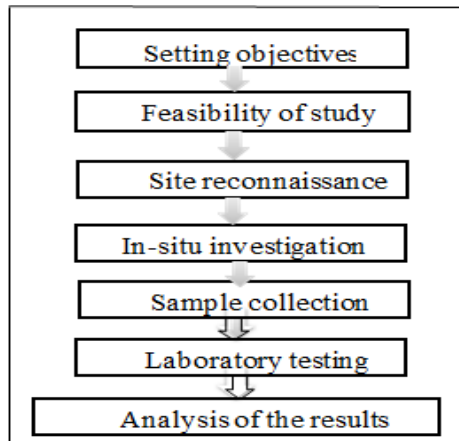 Setting objectives
Feasibility of study
Site reconnaissance
In-situ investigation
Sample collection
Laboratory testing
Analysis of the results